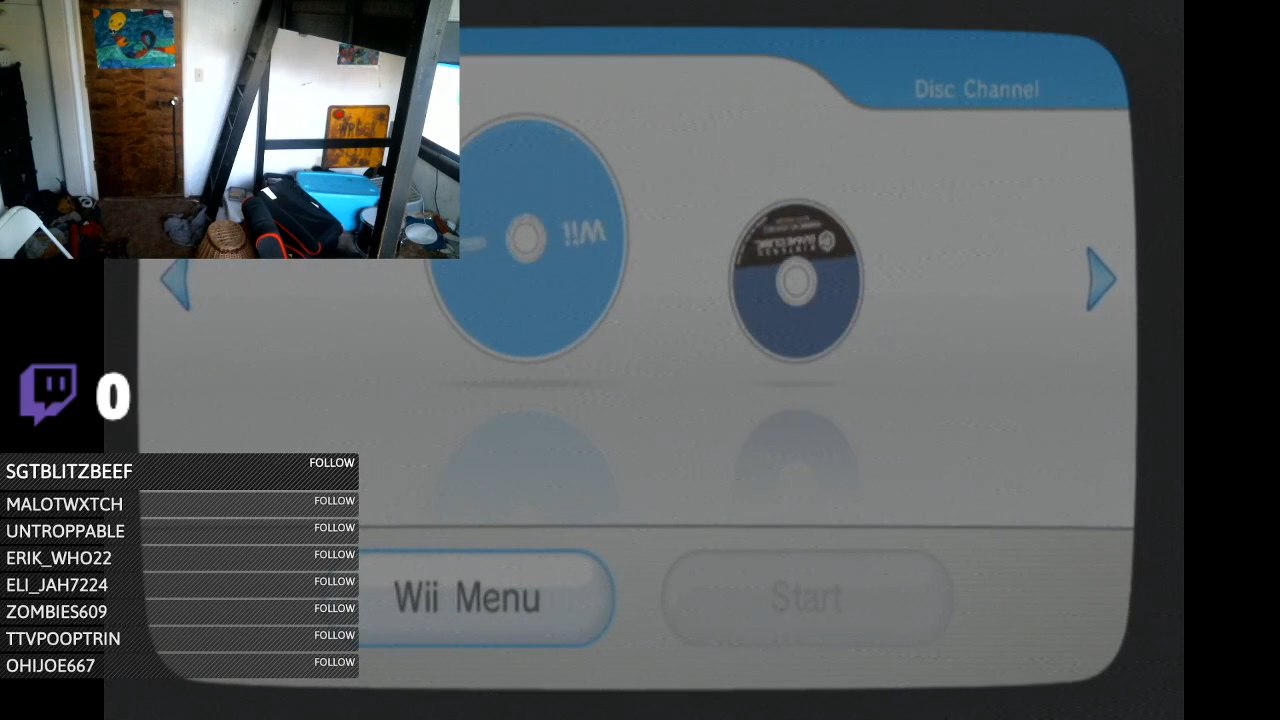 Disc Channel
Wii
0
SGTBLITZBEEF FOLLOW
MALOTWXTCH FOLLOW
UNTROPPABLE FOLLOW
ERIK_WHO22 FOLLOW
ELI_JAH7224 FOLLOW
ZOMBIES609 FOLLOW
TTVPOOPTRIN FOLLOW
OHIJOE667 FOLLOW
Wii Menu
Start